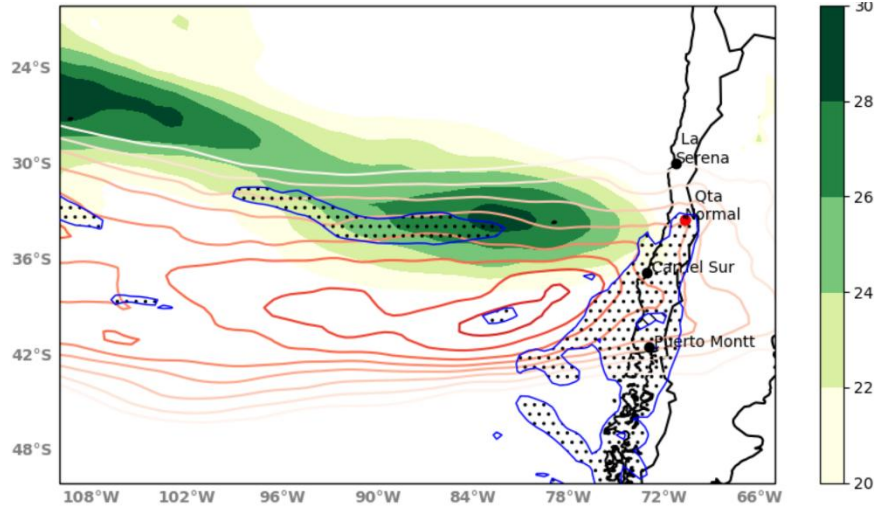 30
24°S
28
La
30°S
Serena
26
Qta
Normal
36°S
Carriel Sur
24
42°S
Puerto Montt
22
48°S
20
108°W 102°W 96°W 90°W 84°W 78°W 72°W 66°W